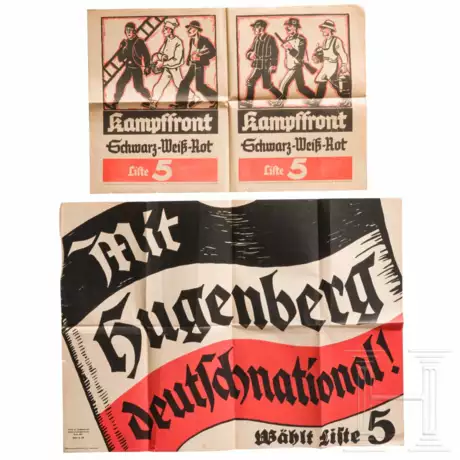 Kampffront
Schwarz-Weiß-Rot
Liste 5
Kampffront
Schwarz-Weiß-Rot
Liste 5
Mit
Hugenberg
deutschnational!
Wählt Liste 5